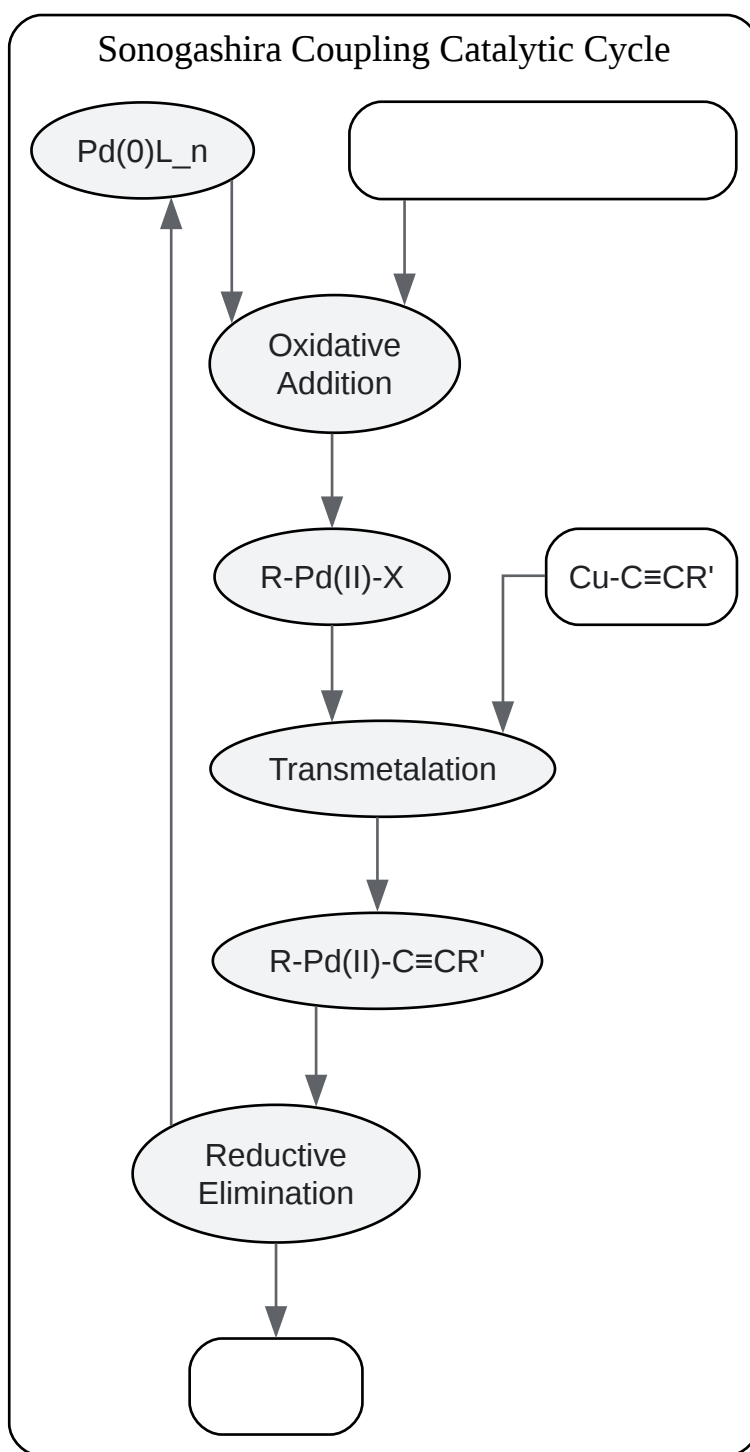 Sonogashira Coupling Catalytic Cycle
Pd(0)L_n
Oxidative
Addition
R-Pd(II)-X
Cu-C≡CR'
Transmetalation
R-Pd(II)-C≡CR'
Reductive
Elimination